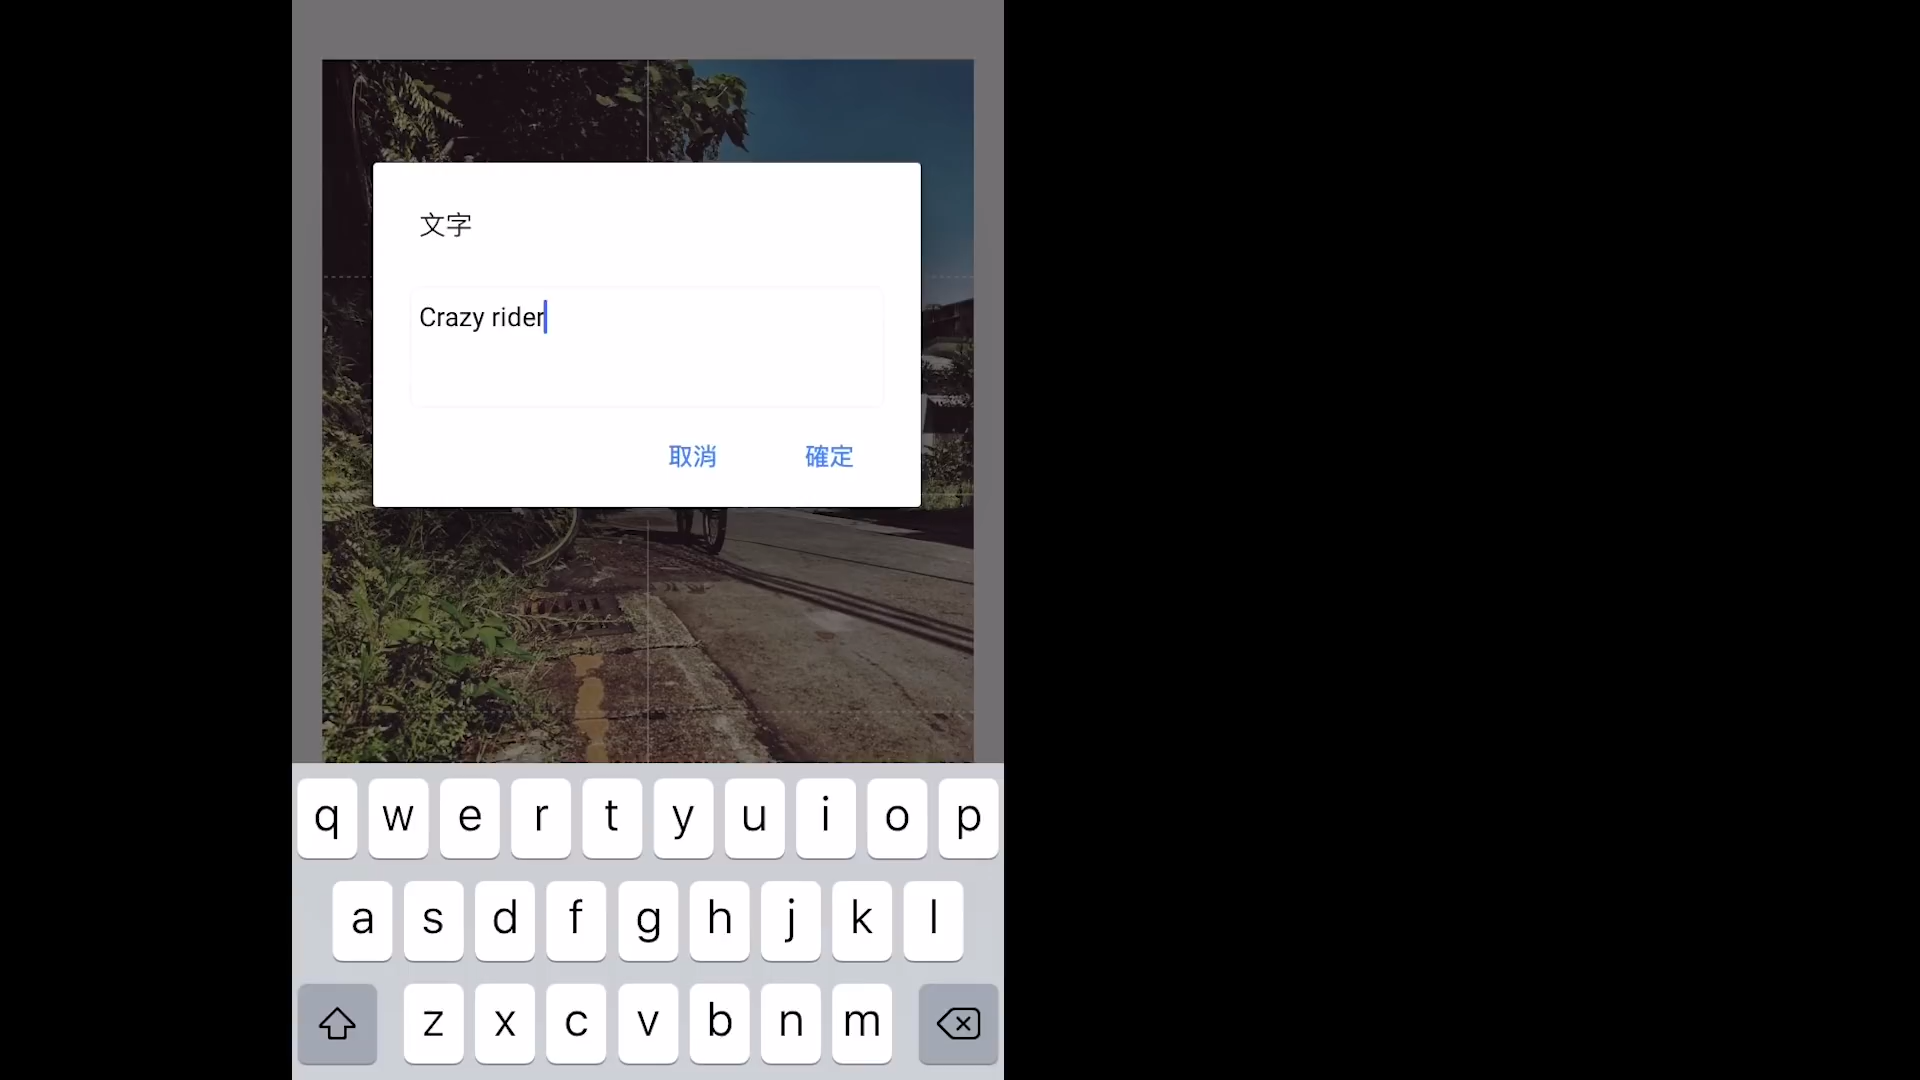 文字
Crazy rider
取消 確定
q w e r t y u i o p
a s d f g h j k l
z x c v b n m